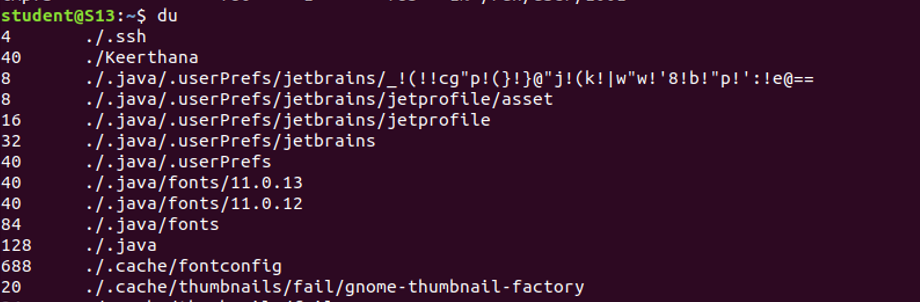 student@S13:~$ du
4 ./.ssh
40 ./Keerthana
8 ./.java/.userPrefs/jetbrains/_!(!!cg"p!(}!}@"j!(k!|w"w!'8!b!"p!':!e@==
8 ./.java/.userPrefs/jetbrains/jetprofile/asset
16 ./.java/.userPrefs/jetbrains/jetprofile
32 ./.java/.userPrefs/jetbrains
40 ./.java/.userPrefs
40 ./.java/fonts/11.0.13
40 ./.java/fonts/11.0.12
84 ./.java/fonts
128 ./.java
688 ./.cache/fontconfig
20 ./.cache/thumbnails/fail/gnome-thumbnail-factory